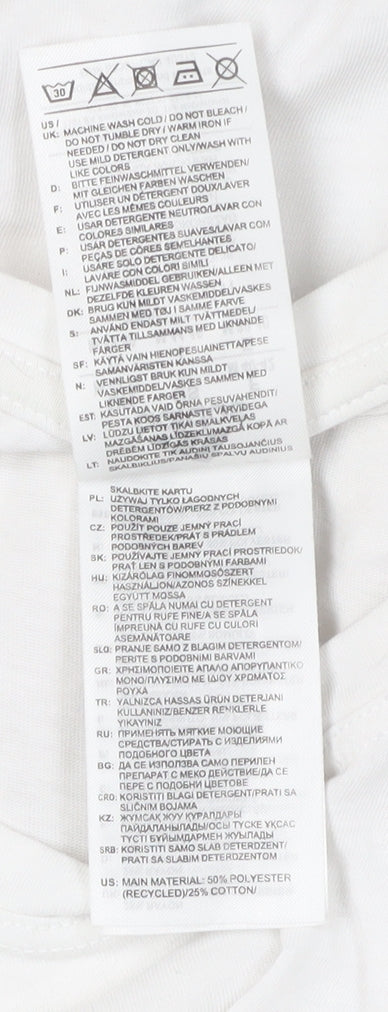 30
US /
UK: MACHINE WASH COLD / DO NOT BLEACH /
DO NOT TUMBLE DRY / WARM IRON IF
NEEDED / DO NOT DRY CLEAN
USE MILD DETERGENT ONLY/WASH WITH
LIKE COLORS
D: BITTE FEINWASCHMITTEL VERWENDEN/
MIT GLEICHEN FARBEN WASCHEN
F: UTILISER UN DÉTERGENT DOUX/LAVER
AVEC LES MÊMES COULEURS
E: USAR DETERGENTE NEUTRO/LAVAR CON
COLORES SIMILARES
P: USAR DETERGENTES SUAVES/LAVAR COM
PEÇAS DE CÔRES SEMELHANTES
I: USARE SOLO DETERGENTE DELICATO/
LAVARE CON COLORI SIMILI
NL: FIJNWASMIDDEL GEBRUIKEN/ALLEEN MET
DEZELFDE KLEUREN WASSEN
DK: BRUG KUN MILDT VASKEMIDDEL/VASKES
SAMMEN MED TØJ I SAMME FARVE
S: ANVÄND ENDAST MILT TVÄTTMEDEL/
TVÄTTA TILLSAMMANS MED LIKNANDE
FÄRGER
SF: KÄYTÄ VAIN HIENOPESUAINETTA/PESE
SAMANVÄRISTEN KANSSA
N: VENNLIGST BRUK KUN MILDT
VASKEMIDDEL/VASKES SAMMEN MED
LIKNENDE FARGER
EST: KASUTADA VAID ÕRNA PESUVAHENDIT/
PESTA KOOS SARNASTE VÄRVIDEGA
LV: LŪDZU LIETOT TIKAI SMALKVEĻAS
MAZGĀŠANAS LĪDZEKLI/MAZGĀ KOPĀ AR
DRĒBĒM LĪDZĪGĀS KRĀSĀS
LT: NAUDOKITE TIK AUDINĮ TAUSOJANČIUS
SKALBIKLIUS/PANAŠIŲ SPALVŲ AUDINIUS
SKALBKITE KARTU
PL: UŻYWAJ TYLKO ŁAGODNYCH
DETERGENTÓW/PIERZ Z PODOBNYMI
KOLORAMI
CZ: POUŽÍT POUZE JEMNÝ PRACÍ
PROSTŘEDEK/PRÁT S PRÁDLEM
PODOBNÝCH BAREV
SK: POUŽÍVAJTE JEMNÝ PRACÍ PROSTRIEDOK/
PRAŤ LEN S PODOBNÝMI FARBAMI
HU: KIZÁRÓLAG FINOMMOSÓSZERT
HASZNÁLJON/AZONOS SZÍNEKKEL
EGYÜTT MOSSA
RO: A SE SPĂLA NUMAI CU DETERGENT
PENTRU RUFE FINE/A SE SPĂLA
ÎMPREUNĂ CU RUFE CU CULORI
ASEMĂNĂTOARE
SLO: PRANJE SAMO Z BLAGIM DETERGENTOM/
PERITE S PODOBNIMI BARVAMI
GR: ΧΡΗΣΙΜΟΠΟΙΕΙΤΕ ΑΠΑΛΟ ΑΠΟΡΥΠΑΝΤΙΚΟ
ΜΟΝΟ/ΠΛΥΣΙΜΟ ΜΕ ΙΔΙΟΥ ΧΡΩΜΑΤΟΣ
ΡΟΥΧΑ
TR: YALNIZCA HASSAS ÜRÜN DETERJANI
KULLANINIZ/BENZER RENKLERLE
YIKAYINIZ
RU: ПРИМЕНЯТЬ МЯГКИЕ МОЮЩИЕ
СРЕДСТВА/СТИРАТЬ С ИЗДЕЛИЯМИ
ПОДОБНОГО ЦВЕТА
BG: ДА СЕ ИЗПОЛЗВА САМО ПЕРИЛЕН
ПРЕПАРАТ С МЕКО ДЕЙСТВИЕ/ДА СЕ
ПЕРЕ С ПОДОБНИ ЦВЕТОВЕ
CRO: KORISTITI BLAGI DETERGENT/PRATI SA
SLIČNIM BOJAMA
KZ: ЖҰМСАҚ ЖУУ ҚҰРАЛДАРЫ
ПАЙДАЛАНЫЛАДЫ/ОСЫ ТҮСКЕ ҰҚСАС
ТҮСТІ БҰЙЫМДАРМЕН ЖУЫЛАДЫ
SRB: KORISTITI SAMO SLAB DETERDZENT/
PRATI SA SLABIM DETERDZENTOM
US: MAIN MATERIAL: 50% POLYESTER
(RECYCLED)/25% COTTON/